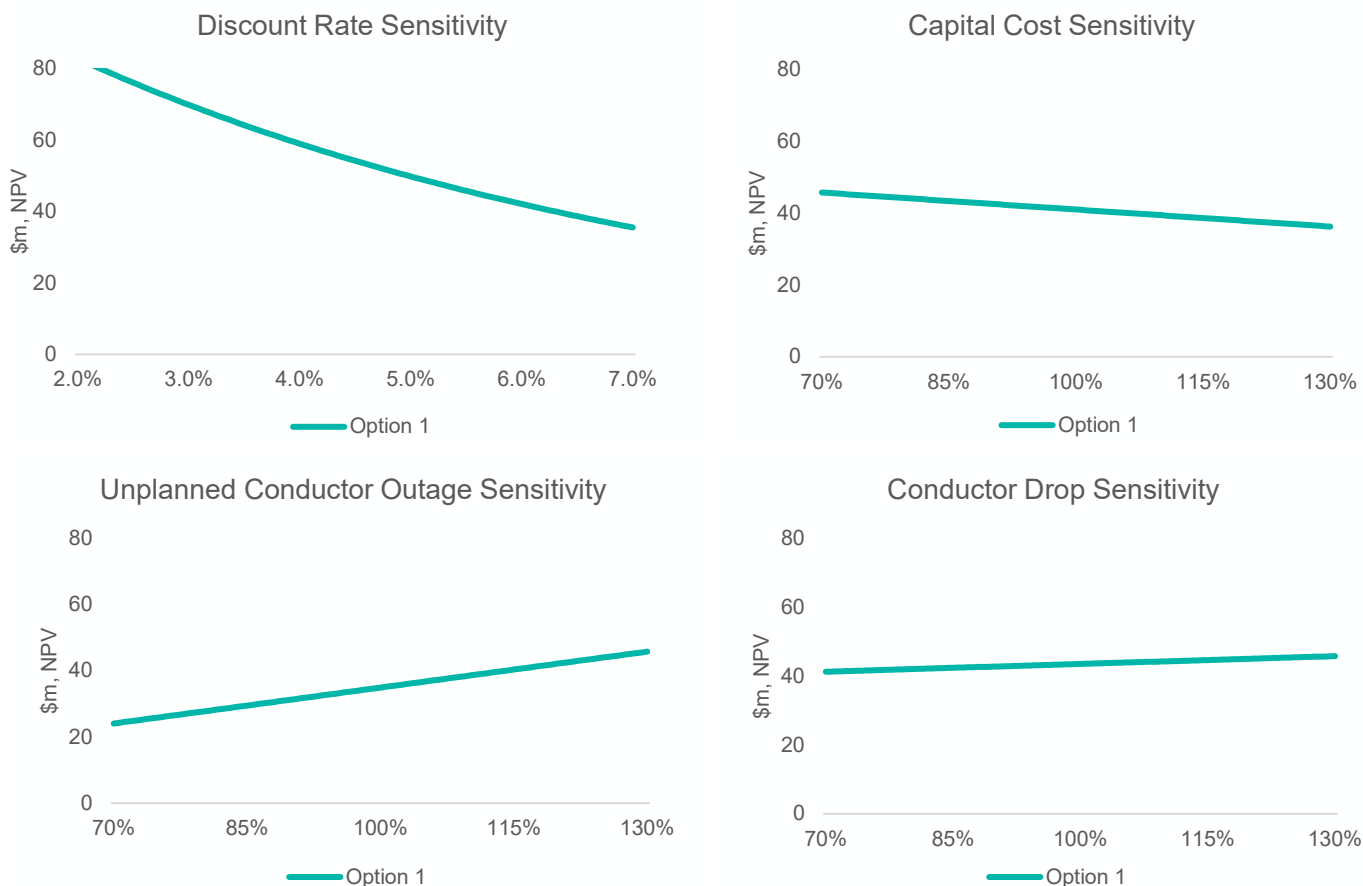 Discount Rate Sensitivity
80
60
40
20
0
$m, NPV
2.0% 3.0% 4.0% 5.0% 6.0% 7.0%
Option 1
Capital Cost Sensitivity
80
60
40
20
0
$m, NPV
70% 85% 100% 115% 130%
Option 1
Unplanned Conductor Outage Sensitivity
80
60
40
20
0
$m, NPV
70% 85% 100% 115% 130%
Option 1
Conductor Drop Sensitivity
80
60
40
20
0
$m, NPV
70% 85% 100% 115% 130%
Option 1